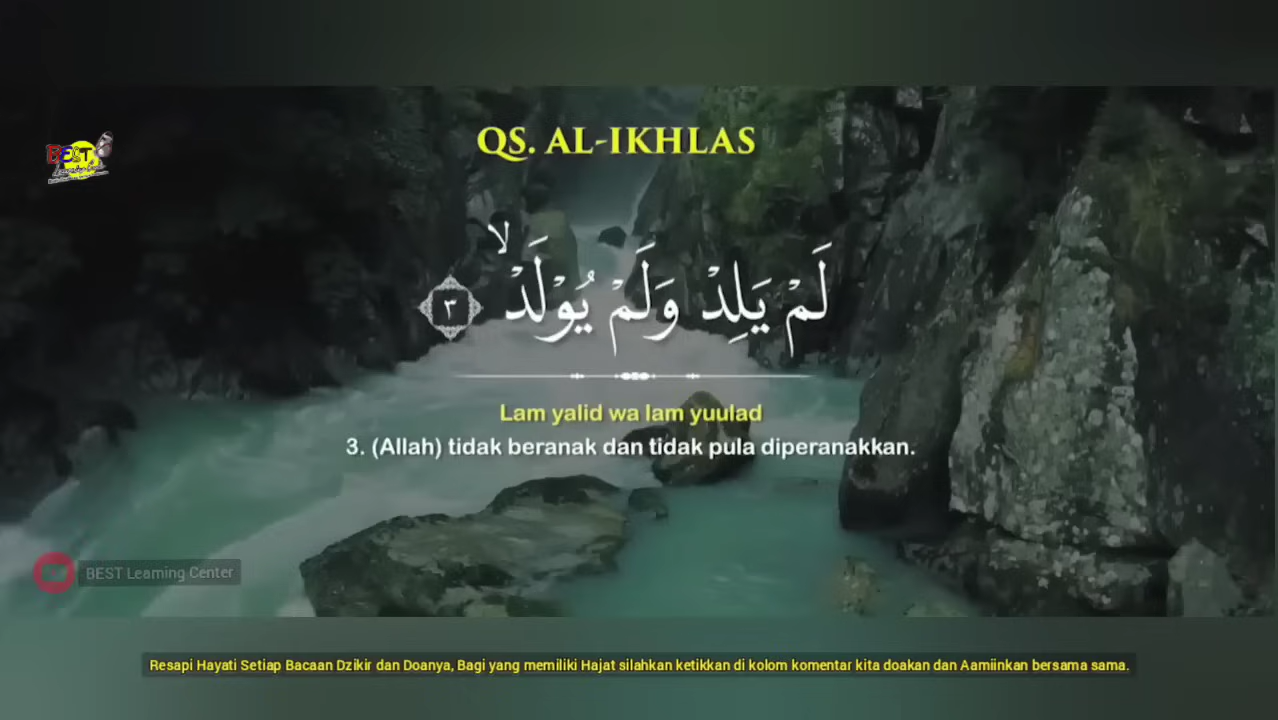 BEST
QS. AL-IKHLAS
لَمْ يَلِدْ وَلَمْ يُوْلَدْۙ ٣
Lam yalid wa lam yuulad
3. (Allah) tidak beranak dan tidak pula diperanakkan.
BEST Learning Center
Resapi Hayati Setiap Bacaan Dzikir dan Doanya, Bagi yang memiliki Hajat silahkan ketikkan di kolom komentar kita doakan dan Aamiinkan bersama sama.